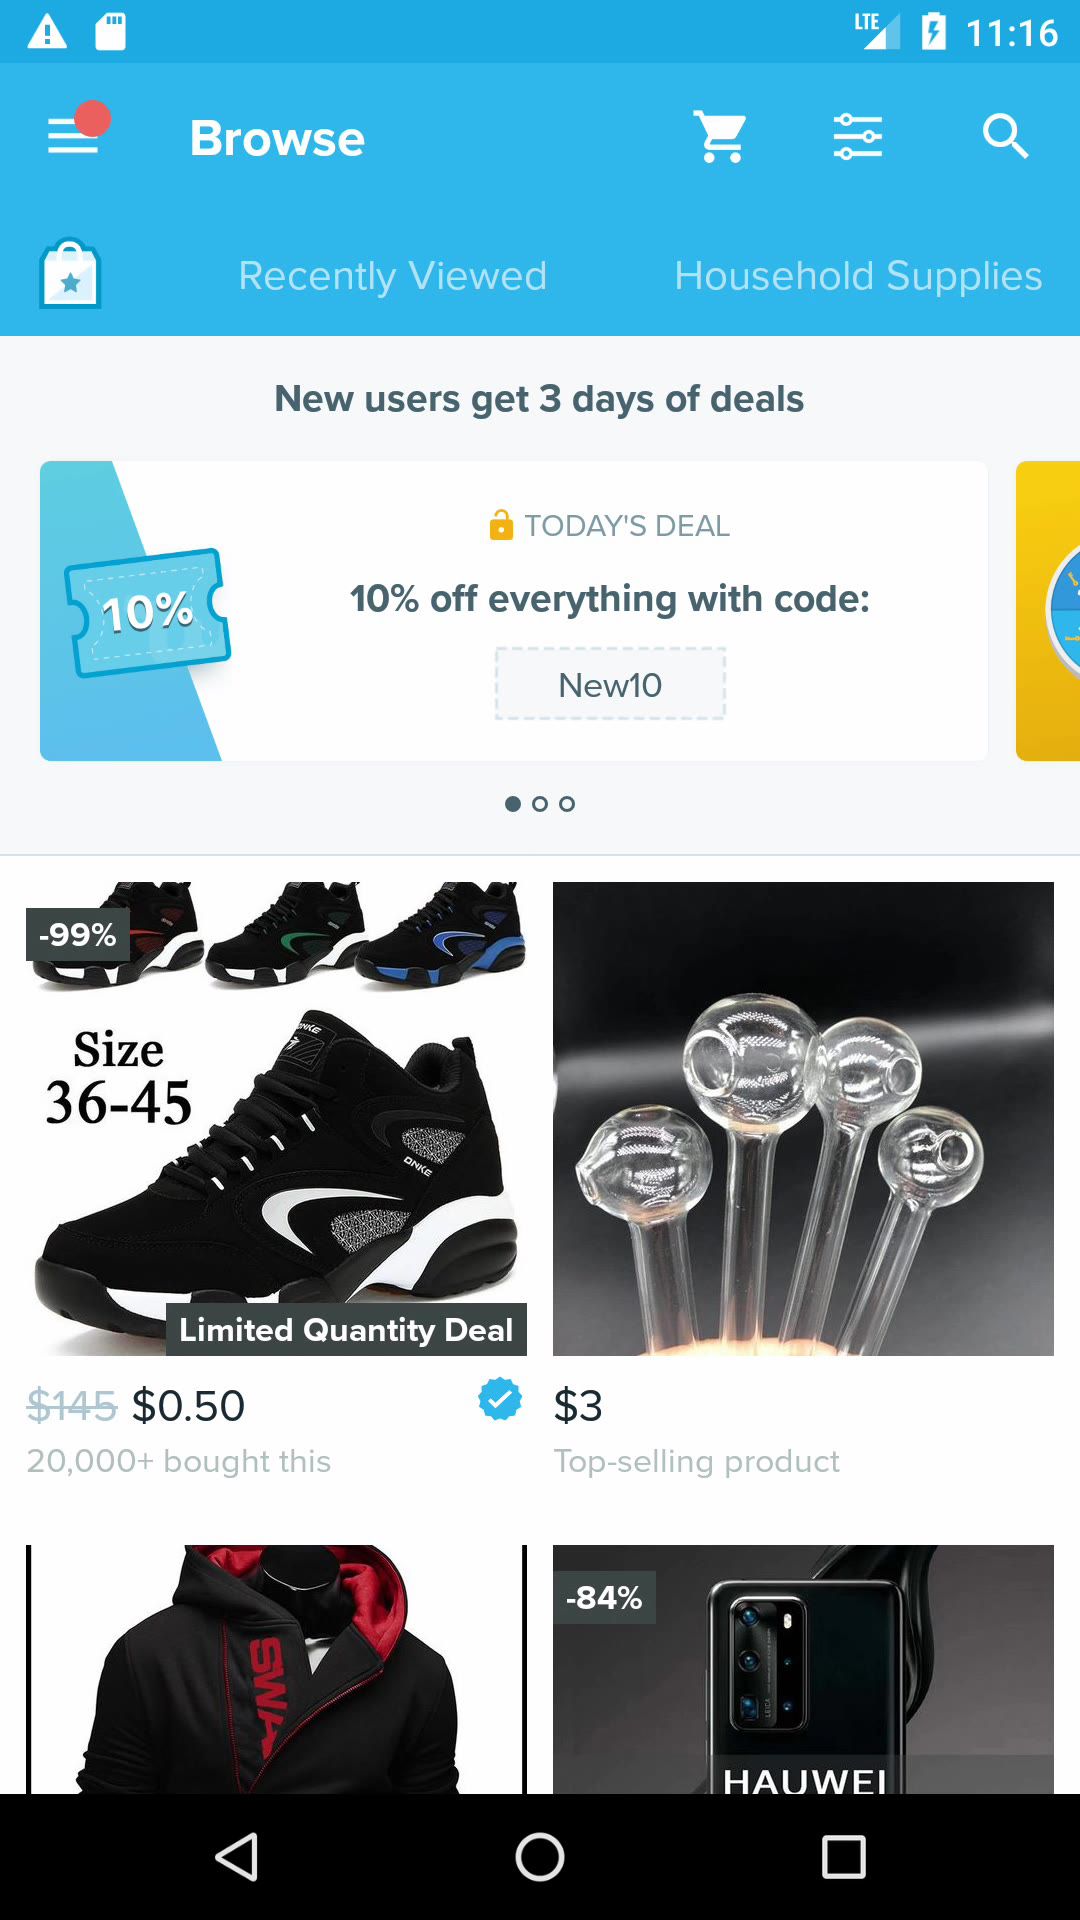 LTE 11:16
Browse
Recently Viewed Household Supplies
New users get 3 days of deals
TODAY'S DEAL
10%
10% off everything with code:
New10
-99%
Size
36-45
ONKE
ONKE
Limited Quantity Deal
$145 $0.50
20,000+ bought this
$3
Top-selling product
SWA
-84%
LEICA
HAUWEI